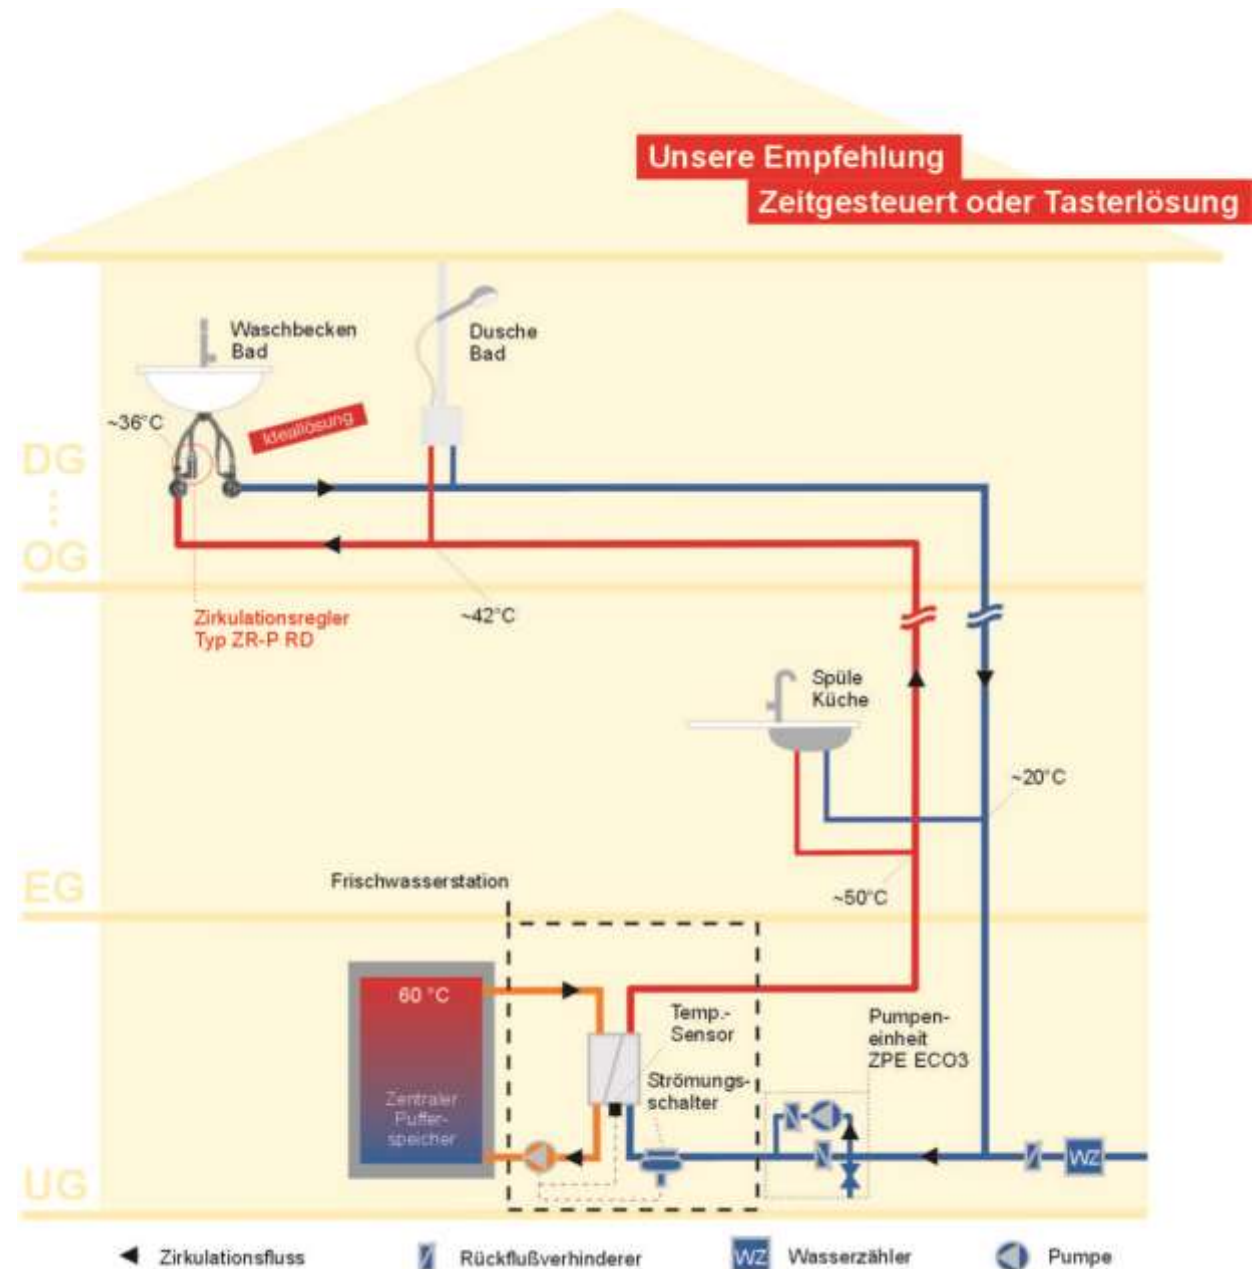 Unsere Empfehlung
Zeitgesteuert oder Tasterlösung
Waschbecken
Bad
Dusche
Bad
~36°C
Ideallösung
DG
OG
Zirkulationsregler
Typ ZR-P RD
~42°C
Spüle
Küche
~20°C
EG
Frischwasserstation
~50°C
60 °C
Temp.-
Sensor
Pumpen-
einheit
ZPE ECO3
Strömungs-
schalter
Zentraler
Puffer-
speicher
WZ
UG
Zirkulationsfluss
Rückflußverhinderer
WZ
Wasserzähler
Pumpe